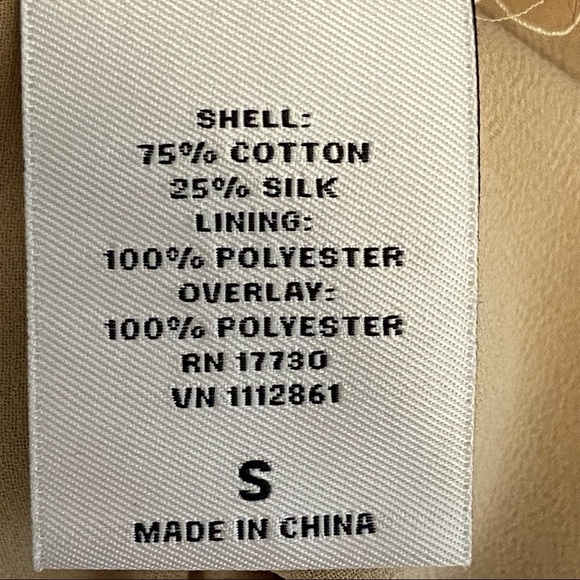 SHELL:
75% COTTON
25% SILK
LINING:
100% POLYESTER
OVERLAY:
100% POLYESTER
RN 17730
VN 1112861
S
MADE IN CHINA